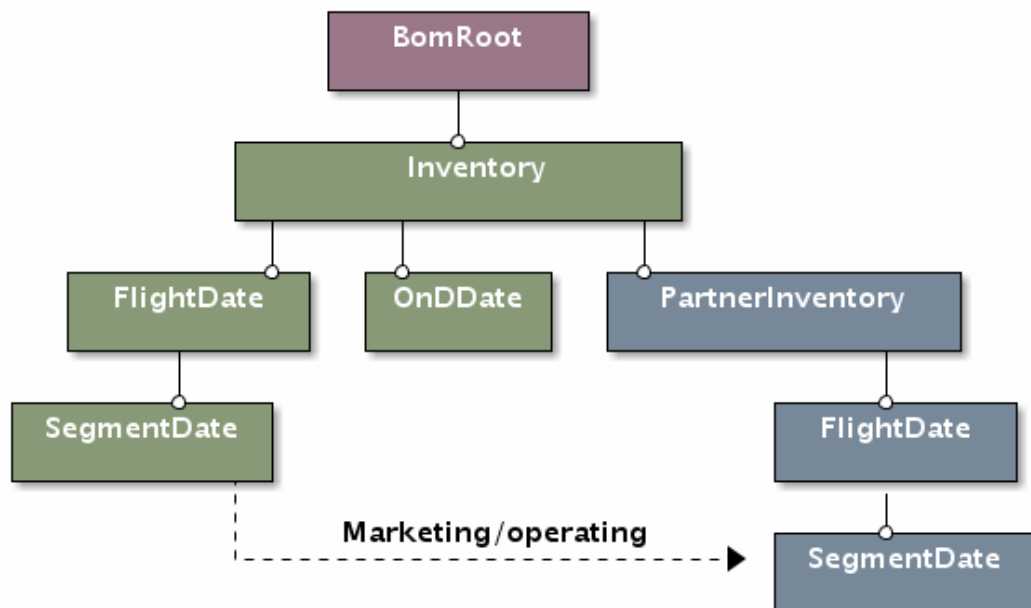 BomRoot
Inventory
FlightDate
OnDDate
PartnerInventory
SegmentDate
FlightDate
Marketing/operating
SegmentDate